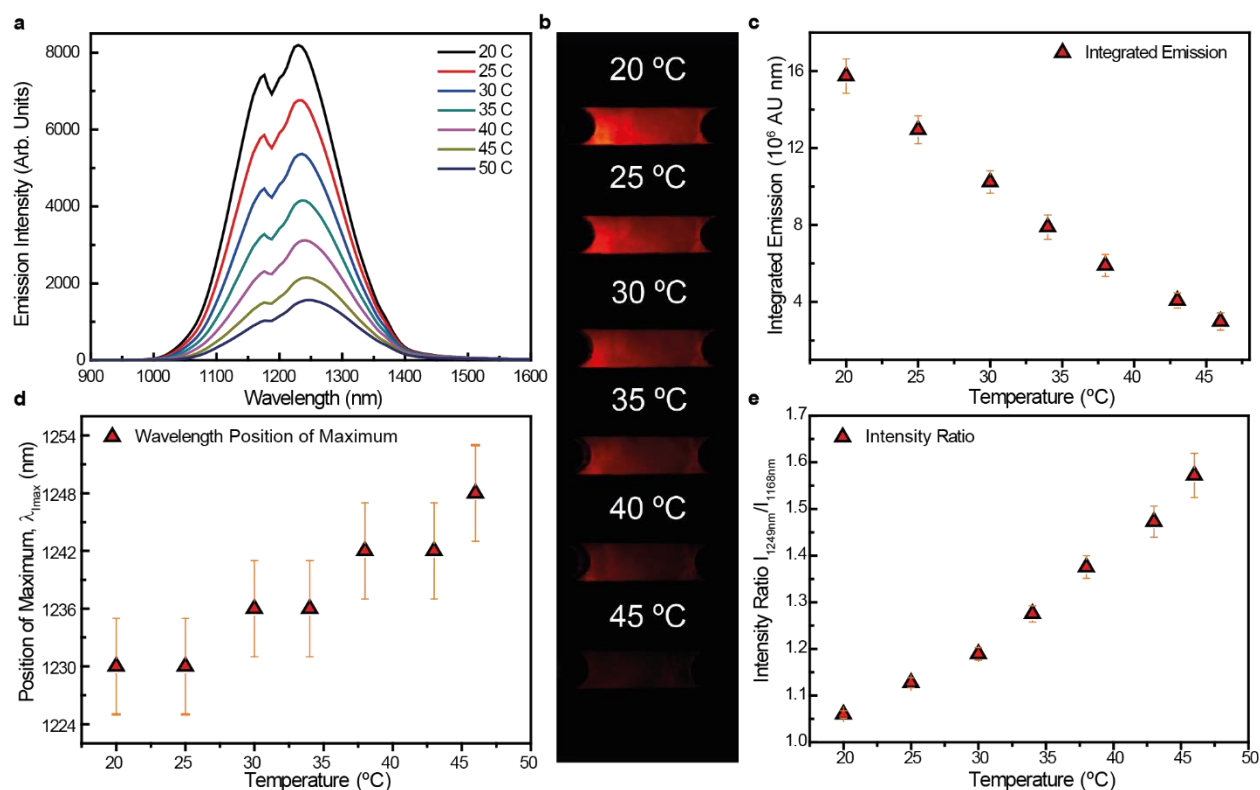 a
8000
6000
4000
2000
0
900 1000 1100 1200 1300 1400 1500 1600
Emission Intensity (Arb. Units)
Wavelength (nm)
20 C
25 C
30 C
35 C
40 C
45 C
50 C
b
20 ºC
25 ºC
30 ºC
35 ºC
40 ºC
45 ºC
c
Integrated Emission
16
12
8
4
20 25 30 35 40 45
Integrated Emission (10⁶ AU nm)
Temperature (ºC)
d
Wavelength Position of Maximum
1254
1248
1242
1236
1230
1224
20 25 30 35 40 45 50
Position of Maximum, λImax (nm)
Temperature (ºC)
e
Intensity Ratio
1.7
1.6
1.5
1.4
1.3
1.2
1.1
1.0
20 25 30 35 40 45 50
Intensity Ratio I1249nm/I1168nm
Temperature (ºC)